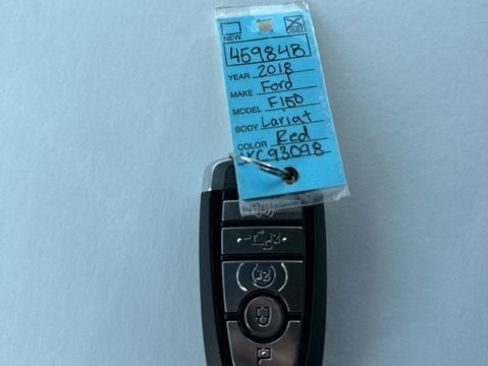 NEW USED
45984B
YEAR 2018
MAKE Ford
MODEL F150
BODY Lariat
COLOR Red
KC93098